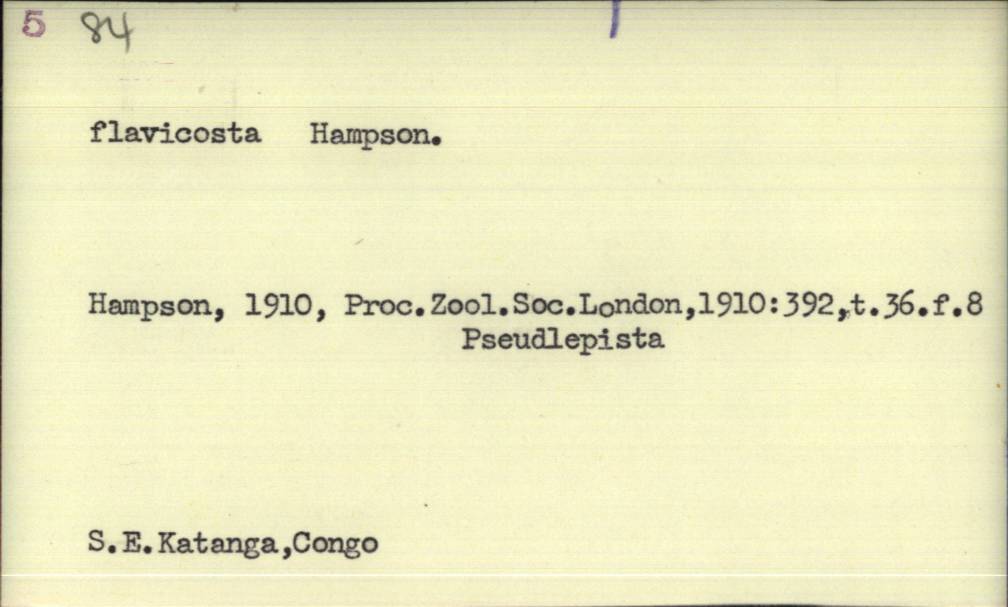 5 84
flavicosta Hampson.
Hampson, 1910, Proc.Zool.Soc.London,1910:392,t.36.f.8
Pseudlepista
S.E.Katanga,Congo